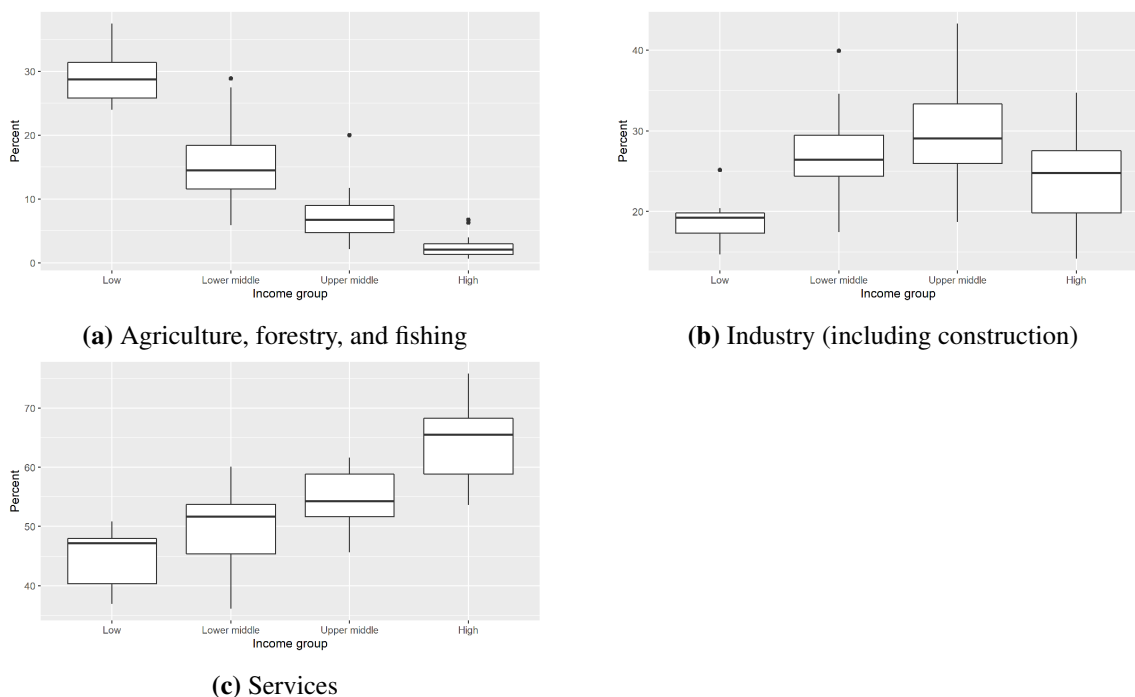 Percent
30
20
10
0
Low Lower middle Upper middle High
Income group
(a) Agriculture, forestry, and fishing
Percent
40
30
20
Low Lower middle Upper middle High
Income group
(b) Industry (including construction)
Percent
70
60
50
40
Low Lower middle Upper middle High
Income group
(c) Services